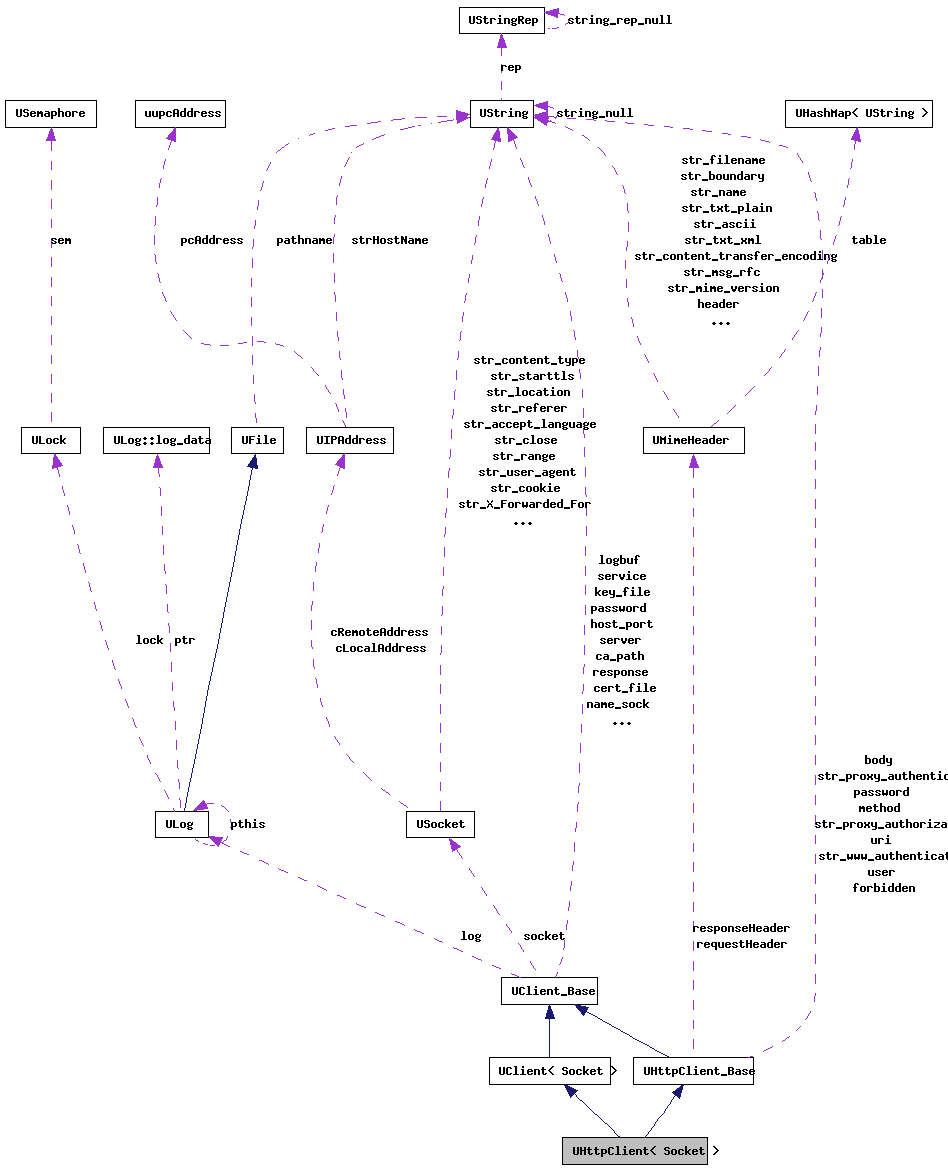 UStringRep
string_rep_null
rep
USemaphore
uupcAddress
UString
string_null
UHashMap< UString >
str_filename
str_boundary
str_name
str_txt_plain
str_ascii
str_txt_xml
str_content_transfer_encoding
str_msg_rfc
str_mime_version
header
...
sem
pcAddress
pathname
strHostName
table
str_content_type
str_starttls
str_location
str_referer
str_accept_language
str_close
str_range
str_user_agent
str_cookie
str_X_Forwarded_For
...
ULock
ULog::log_data
UFile
UIPAddress
UMimeHeader
logbuf
service
key_file
password
host_port
server
ca_path
response
cert_file
name_sock
...
lock
ptr
cRemoteAddress
cLocalAddress
body
str_proxy_authentic
password
method
str_proxy_authoriza
uri
str_www_authenticat
user
forbidden
ULog
pthis
USocket
log
socket
responseHeader
requestHeader
UClient_Base
UClient< Socket >
UHttpClient_Base
UHttpClient< Socket >